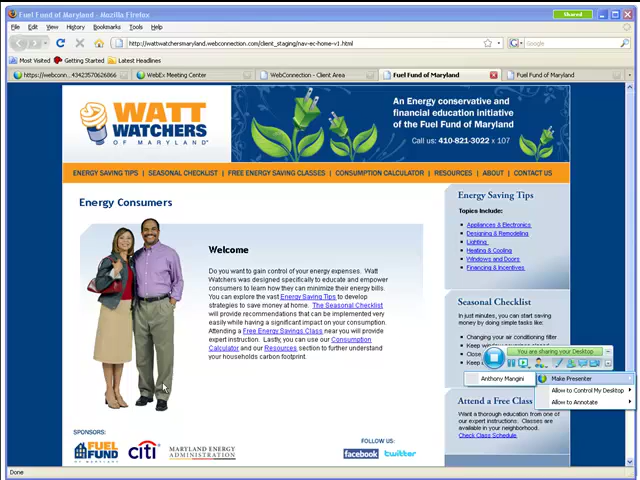 Fuel Fund of Maryland - Mozilla Firefox
Shared
File Edit View History Bookmarks Tools Help
http://wattwatchersmaryland.webconnection.com/client_staging/nav-ec-home-v1.html
Google
Most Visited Getting Started Latest Headlines
https://webconn...43423570626866
WebEx Meeting Center
WebConnection - Client Area
Fuel Fund of Maryland
Fuel Fund of Maryland
WATT
WATCHERS
OF MARYLAND
An Energy conservative and
financial education initiative
of the Fuel Fund of Maryland
Call us: 410-821-3022 x 107
ENERGY SAVING TIPS | SEASONAL CHECKLIST | FREE ENERGY SAVING CLASSES | CONSUMPTION CALCULATOR | RESOURCES | ABOUT | CONTACT US
Energy Consumers
Welcome
Do you want to gain control of your energy expenses. Watt
Watchers was designed specifically to educate and empower
consumers to learn how they can minimize their energy bills.
You can explore the vast Energy Saving Tips to develop
strategies to save money at home. The Seasonal Checklist
will provide recommendations that can be implemented very
easily while having a significant impact on your consumption.
Attending a Free Energy Savings Class near you will provide
expert instruction. Lastly, you can use our Consumption
Calculator and our Resources section to further understand
your households carbon footprint.
Energy Saving Tips
Topics Include:
Appliances & Electronics
Designing & Remodeling
Lighting
Heating & Cooling
Windows and Doors
Financing & Incentives
Seasonal Checklist
In just minutes, you can start saving
money by doing simple tasks like:
Changing your air conditioning filter
Keep
Close
Keep
You are sharing your Desktop
Anthony Mangini
Make Presenter
Allow to Control My Desktop
Allow to Annotate
Attend a Free Class
Want a thorough education from one
of our expert instructors. Classes are
available in your neighborhood.
Check Class Schedule
SPONSORS:
FUEL
FUND
OF MARYLAND
citi
MARYLAND ENERGY
ADMINISTRATION
FOLLOW US:
facebook
twitter
Done